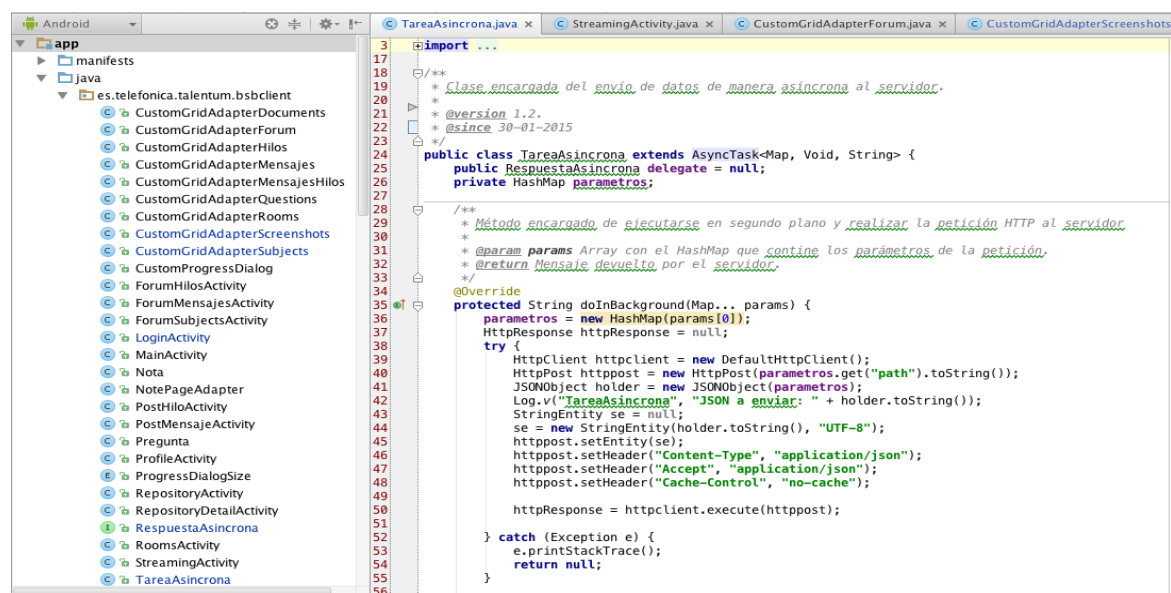 Android
app
manifests
java
es.telefonica.talentum.bsbclient
CustomGridAdapterDocuments
CustomGridAdapterForum
CustomGridAdapterHilos
CustomGridAdapterMensajes
CustomGridAdapterMensajesHilos
CustomGridAdapterQuestions
CustomGridAdapterRooms
CustomGridAdapterScreenshots
CustomGridAdapterSubjects
CustomProgressDialog
ForumHilosActivity
ForumMensajesActivity
ForumSubjectsActivity
LoginActivity
MainActivity
Nota
NotePageAdapter
PostHiloActivity
PostMensajeActivity
Pregunta
ProfileActivity
ProgressDialogSize
RepositoryActivity
RepositoryDetailActivity
RespuestaAsincrona
RoomsActivity
StreamingActivity
TareaAsincrona
TareaAsincrona.java StreamingActivity.java CustomGridAdapterForum.java CustomGridAdapterScreenshots
3 import ...
17
18 /**
19 * Clase encargada del envío de datos de manera asíncrona al servidor.
20 *
21 * @version 1.2.
22 * @since 30-01-2015
23 */
24 public class TareaAsincrona extends AsyncTask<Map, Void, String> {
25 public RespuestaAsincrona delegate = null;
26 private HashMap parametros;
27
28 /**
29 * Método encargado de ejecutarse en segundo plano y realizar la petición HTTP al servidor
30 *
31 * @param params Array con el HashMap que contine los parámetros de la petición.
32 * @return Mensaje devuelto por el servidor.
33 */
34 @Override
35 protected String doInBackground(Map... params) {
36 parametros = new HashMap(params[0]);
37 HttpResponse httpResponse = null;
38 try {
39 HttpClient httpclient = new DefaultHttpClient();
40 HttpPost httppost = new HttpPost(parametros.get("path").toString());
41 JSONObject holder = new JSONObject(parametros);
42 Log.v("TareaAsincrona", "JSON a enviar: " + holder.toString());
43 StringEntity se = null;
44 se = new StringEntity(holder.toString(), "UTF-8");
45 httppost.setEntity(se);
46 httppost.setHeader("Content-Type", "application/json");
47 httppost.setHeader("Accept", "application/json");
48 httppost.setHeader("Cache-Control", "no-cache");
49
50 httpResponse = httpclient.execute(httppost);
51
52 } catch (Exception e) {
53 e.printStackTrace();
54 return null;
55 }
56